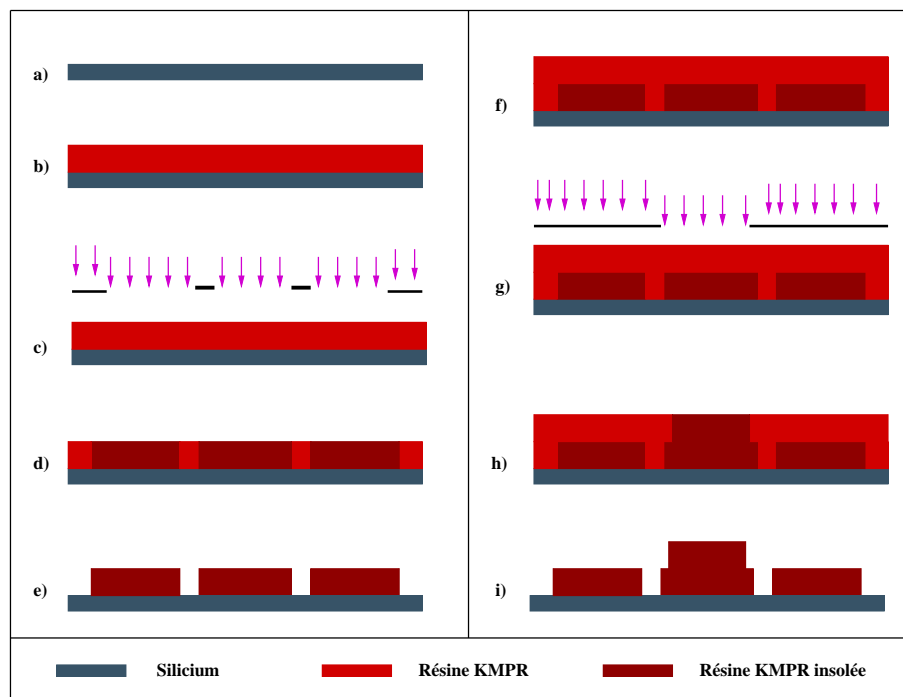 a)
b)
c)
d)
e)
f)
g)
h)
i)
Silicium
Résine KMPR
Résine KMPR insolée